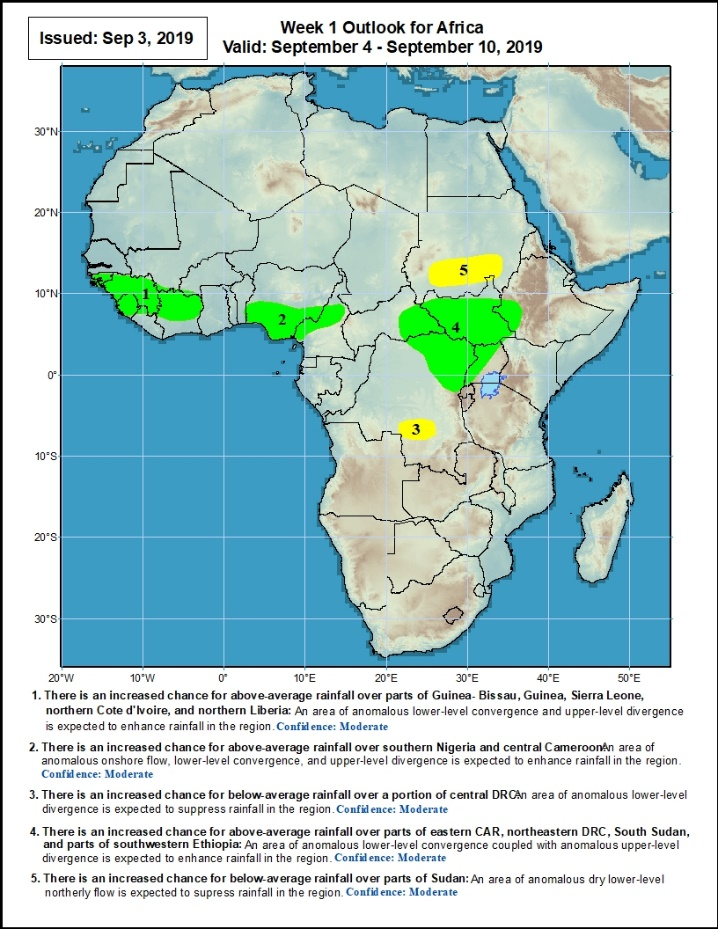 Issued: Sep 3, 2019
Week 1 Outlook for Africa
Valid: September 4 - September 10, 2019
30°N
20°N
10°N
0°
10°S
20°S
30°S
1
2
3
4
5
20°W
10°W
0°
10°E
20°E
30°E
40°E
50°E
1. There is an increased chance for above-average rainfall over parts of Guinea- Bissau, Guinea, Sierra Leone,
northern Cote d'Ivoire, and northern Liberia: An area of anomalous lower-level convergence and upper-level divergence
is expected to enhance rainfall in the region. Confidence: Moderate
2. There is an increased chance for above-average rainfall over southern Nigeria and central Cameroon: An area of
anomalous onshore flow, lower-level convergence, and upper-level divergence is expected to enhance rainfall in the region.
Confidence: Moderate
3. There is an increased chance for below-average rainfall over a portion of central DRC: An area of anomalous lower-level
divergence is expected to suppress rainfall in the region. Confidence: Moderate
4. There is an increased chance for above-average rainfall over parts of eastern CAR, northeastern DRC, South Sudan,
and parts of southwestern Ethiopia: An area of anomalous lower-level convergence coupled with anomalous upper-level
divergence is expected to enhance rainfall in the region. Confidence: Moderate
5. There is an increased chance for below-average rainfall over parts of Sudan: An area of anomalous dry lower-level
northerly flow is expected to supress rainfall in the region. Confidence: Moderate